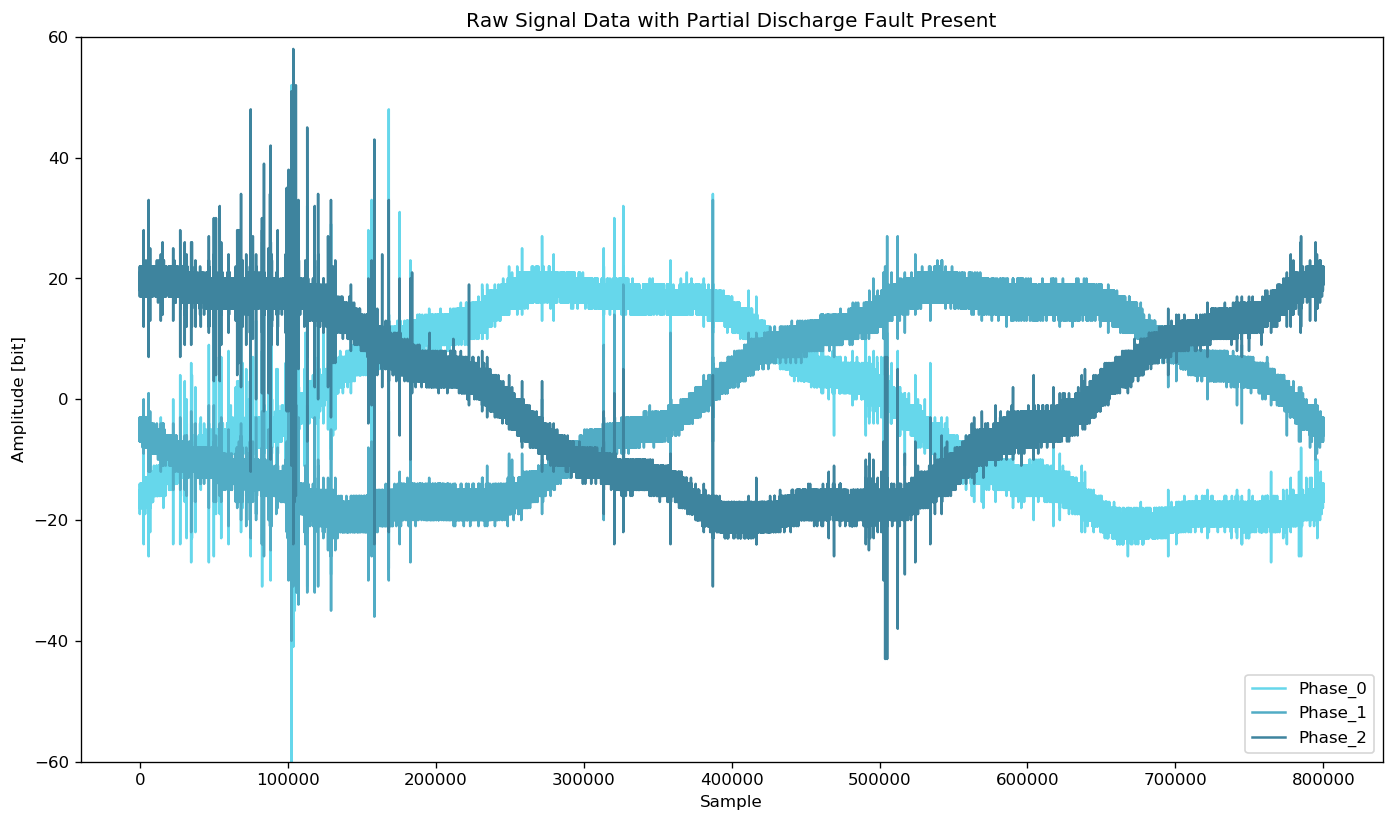 Raw Signal Data with Partial Discharge Fault Present
60
40
20
0
−20
−40
−60
Amplitude [bit]
0 100000 200000 300000 400000 500000 600000 700000 800000
Sample
Phase_0
Phase_1
Phase_2